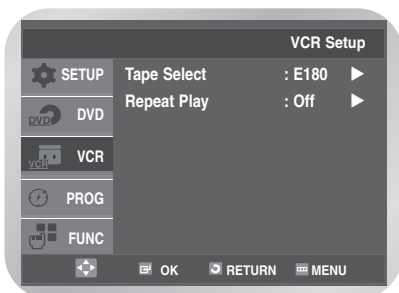 VCR Setup
SETUP
Tape Select : E180 ►
Repeat Play : Off ►
DVD DVD
VCR VCR
PROG
FUNC
OK RETURN MENU